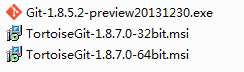 Git-1.8.5.2-preview20131230.exe
TortoiseGit-1.8.7.0-32bit.msi
TortoiseGit-1.8.7.0-64bit.msi